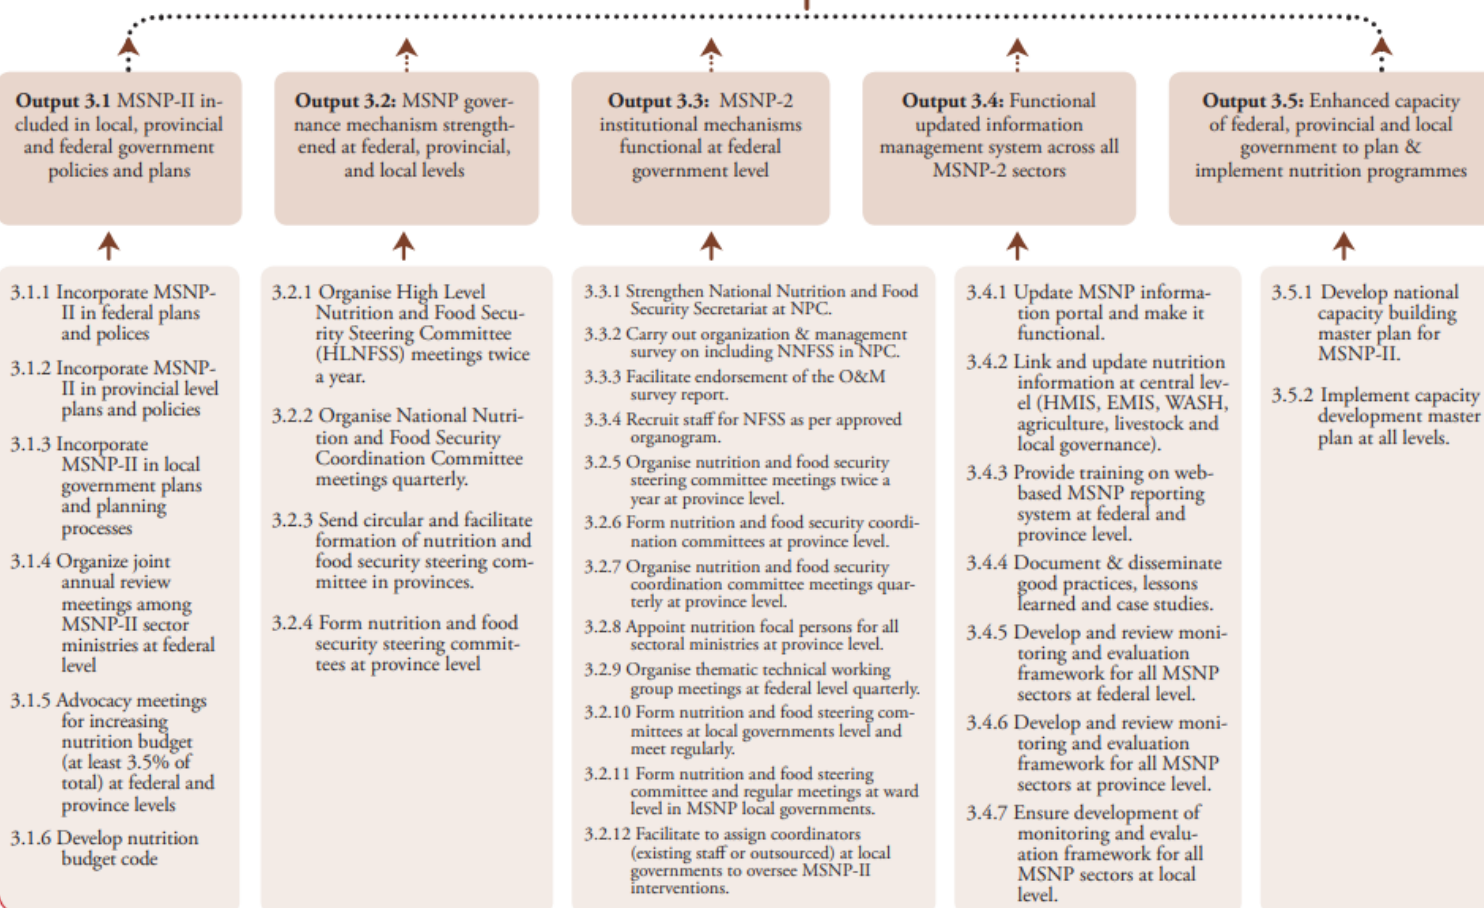 Output 3.1 MSNP-II in-
cluded in local, provincial
and federal government
policies and plans
Output 3.2: MSNP gover-
nance mechanism strength-
ened at federal, provincial,
and local levels
Output 3.3: MSNP-2
institutional mechanisms
functional at federal
government level
Output 3.4: Functional
updated information
management system across all
MSNP-2 sectors
Output 3.5: Enhanced capacity
of federal, provincial and local
government to plan &
implement nutrition programmes
3.1.1 Incorporate MSNP-
II in federal plans
and polices
3.1.2 Incorporate MSNP-
II in provincial level
plans and policies
3.1.3 Incorporate
MSNP-II in local
government plans
and planning
processes
3.1.4 Organize joint
annual review
meetings among
MSNP-II sector
ministries at federal
level
3.1.5 Advocacy meetings
for increasing
nutrition budget
(at least 3.5% of
total) at federal and
province levels
3.1.6 Develop nutrition
budget code
3.2.1 Organise High Level
Nutrition and Food Secu-
rity Steering Committee
(HLNFSS) meetings twice
a year.
3.2.2 Organise National Nutri-
tion and Food Security
Coordination Committee
meetings quarterly.
3.2.3 Send circular and facilitate
formation of nutrition and
food security steering com-
mittee in provinces.
3.2.4 Form nutrition and food
security steering commit-
tees at province level
3.3.1 Strengthen National Nutrition and Food
Security Secretariat at NPC.
3.3.2 Carry out organization & management
survey on including NNFSS in NPC.
3.3.3 Facilitate endorsement of the O&M
survey report.
3.3.4 Recruit staff for NFSS as per approved
organogram.
3.2.5 Organise nutrition and food security
steering committee meetings twice a
year at province level.
3.2.6 Form nutrition and food security coordi-
nation committees at province level.
3.2.7 Organise nutrition and food security
coordination committee meetings quar-
terly at province level.
3.2.8 Appoint nutrition focal persons for all
sectoral ministries at province level.
3.2.9 Organise thematic technical working
group meetings at federal level quarterly.
3.2.10 Form nutrition and food steering com-
mittees at local governments level and
meet regularly.
3.2.11 Form nutrition and food steering
committee and regular meetings at ward
level in MSNP local governments.
3.2.12 Facilitate to assign coordinators
(existing staff or outsourced) at local
governments to oversee MSNP-II
interventions.
3.4.1 Update MSNP informa-
tion portal and make it
functional.
3.4.2 Link and update nutrition
information at central lev-
el (HMIS, EMIS, WASH,
agriculture, livestock and
local governance).
3.4.3 Provide training on web-
based MSNP reporting
system at federal and
province level.
3.4.4 Document & disseminate
good practices, lessons
learned and case studies.
3.4.5 Develop and review moni-
toring and evaluation
framework for all MSNP
sectors at federal level.
3.4.6 Develop and review moni-
toring and evaluation
framework for all MSNP
sectors at province level.
3.4.7 Ensure development of
monitoring and evalu-
ation framework for all
MSNP sectors at local
level.
3.5.1 Develop national
capacity building
master plan for
MSNP-II.
3.5.2 Implement capacity
development master
plan at all levels.